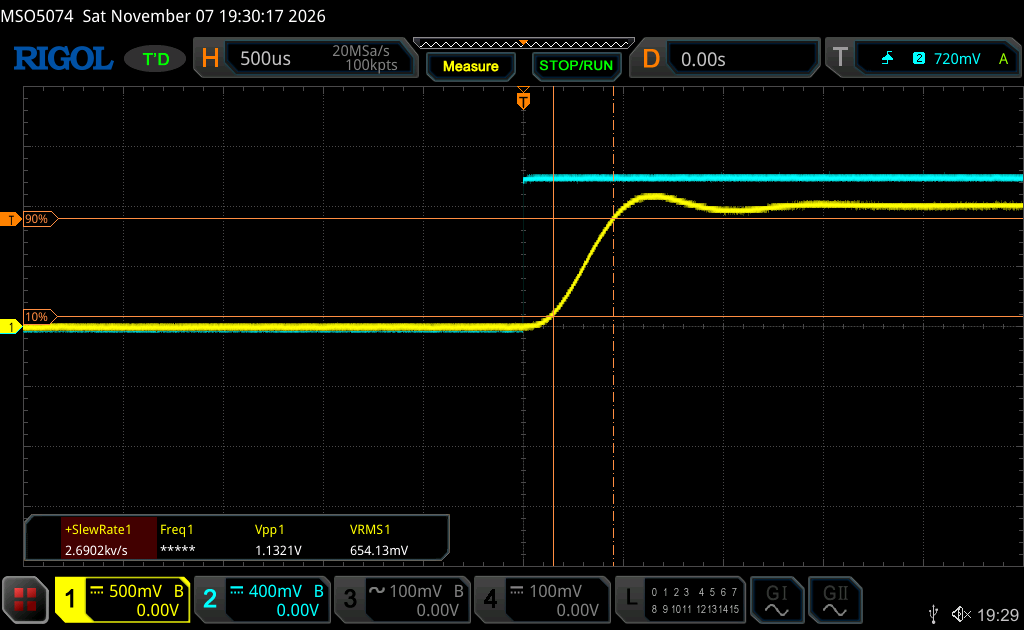 MSO5074 Sat November 07 19:30:17 2026
RIGOL T'D H 500us 20MSa/s 100kpts Measure STOP/RUN D 0.00s T 2 720mV A
T
T 90%
10%
1
+SlewRate1 Freq1 Vpp1 VRMS1
2.6902kv/s ***** 1.1321V 654.13mV
1 500mV B 0.00V 2 400mV B 0.00V 3 100mV B 0.00V 4 100mV 0.00V L 0 1 2 3 4 5 6 7 8 9 10 11 12 13 14 15 GI GII
19:29